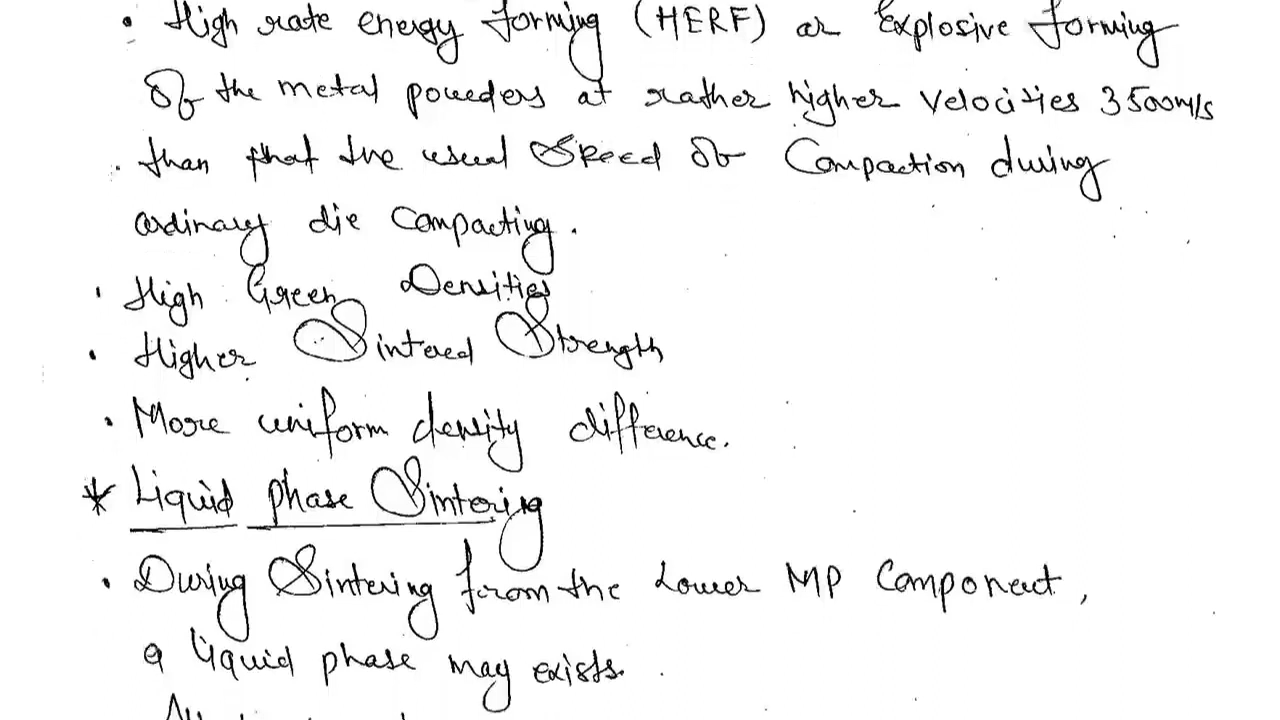 • High rate energy forming (HERF) or Explosive forming
Of the metal powders at rather higher velocities 3500m/s
than that the usual Speed Of Compaction during
ordinary die compacting.
• High Green Densities
• Higher Sintered Strength
• More uniform density difference.
* Liquid phase Sintering
• During Sintering from the Lower MP Component,
a liquid phase may exists.